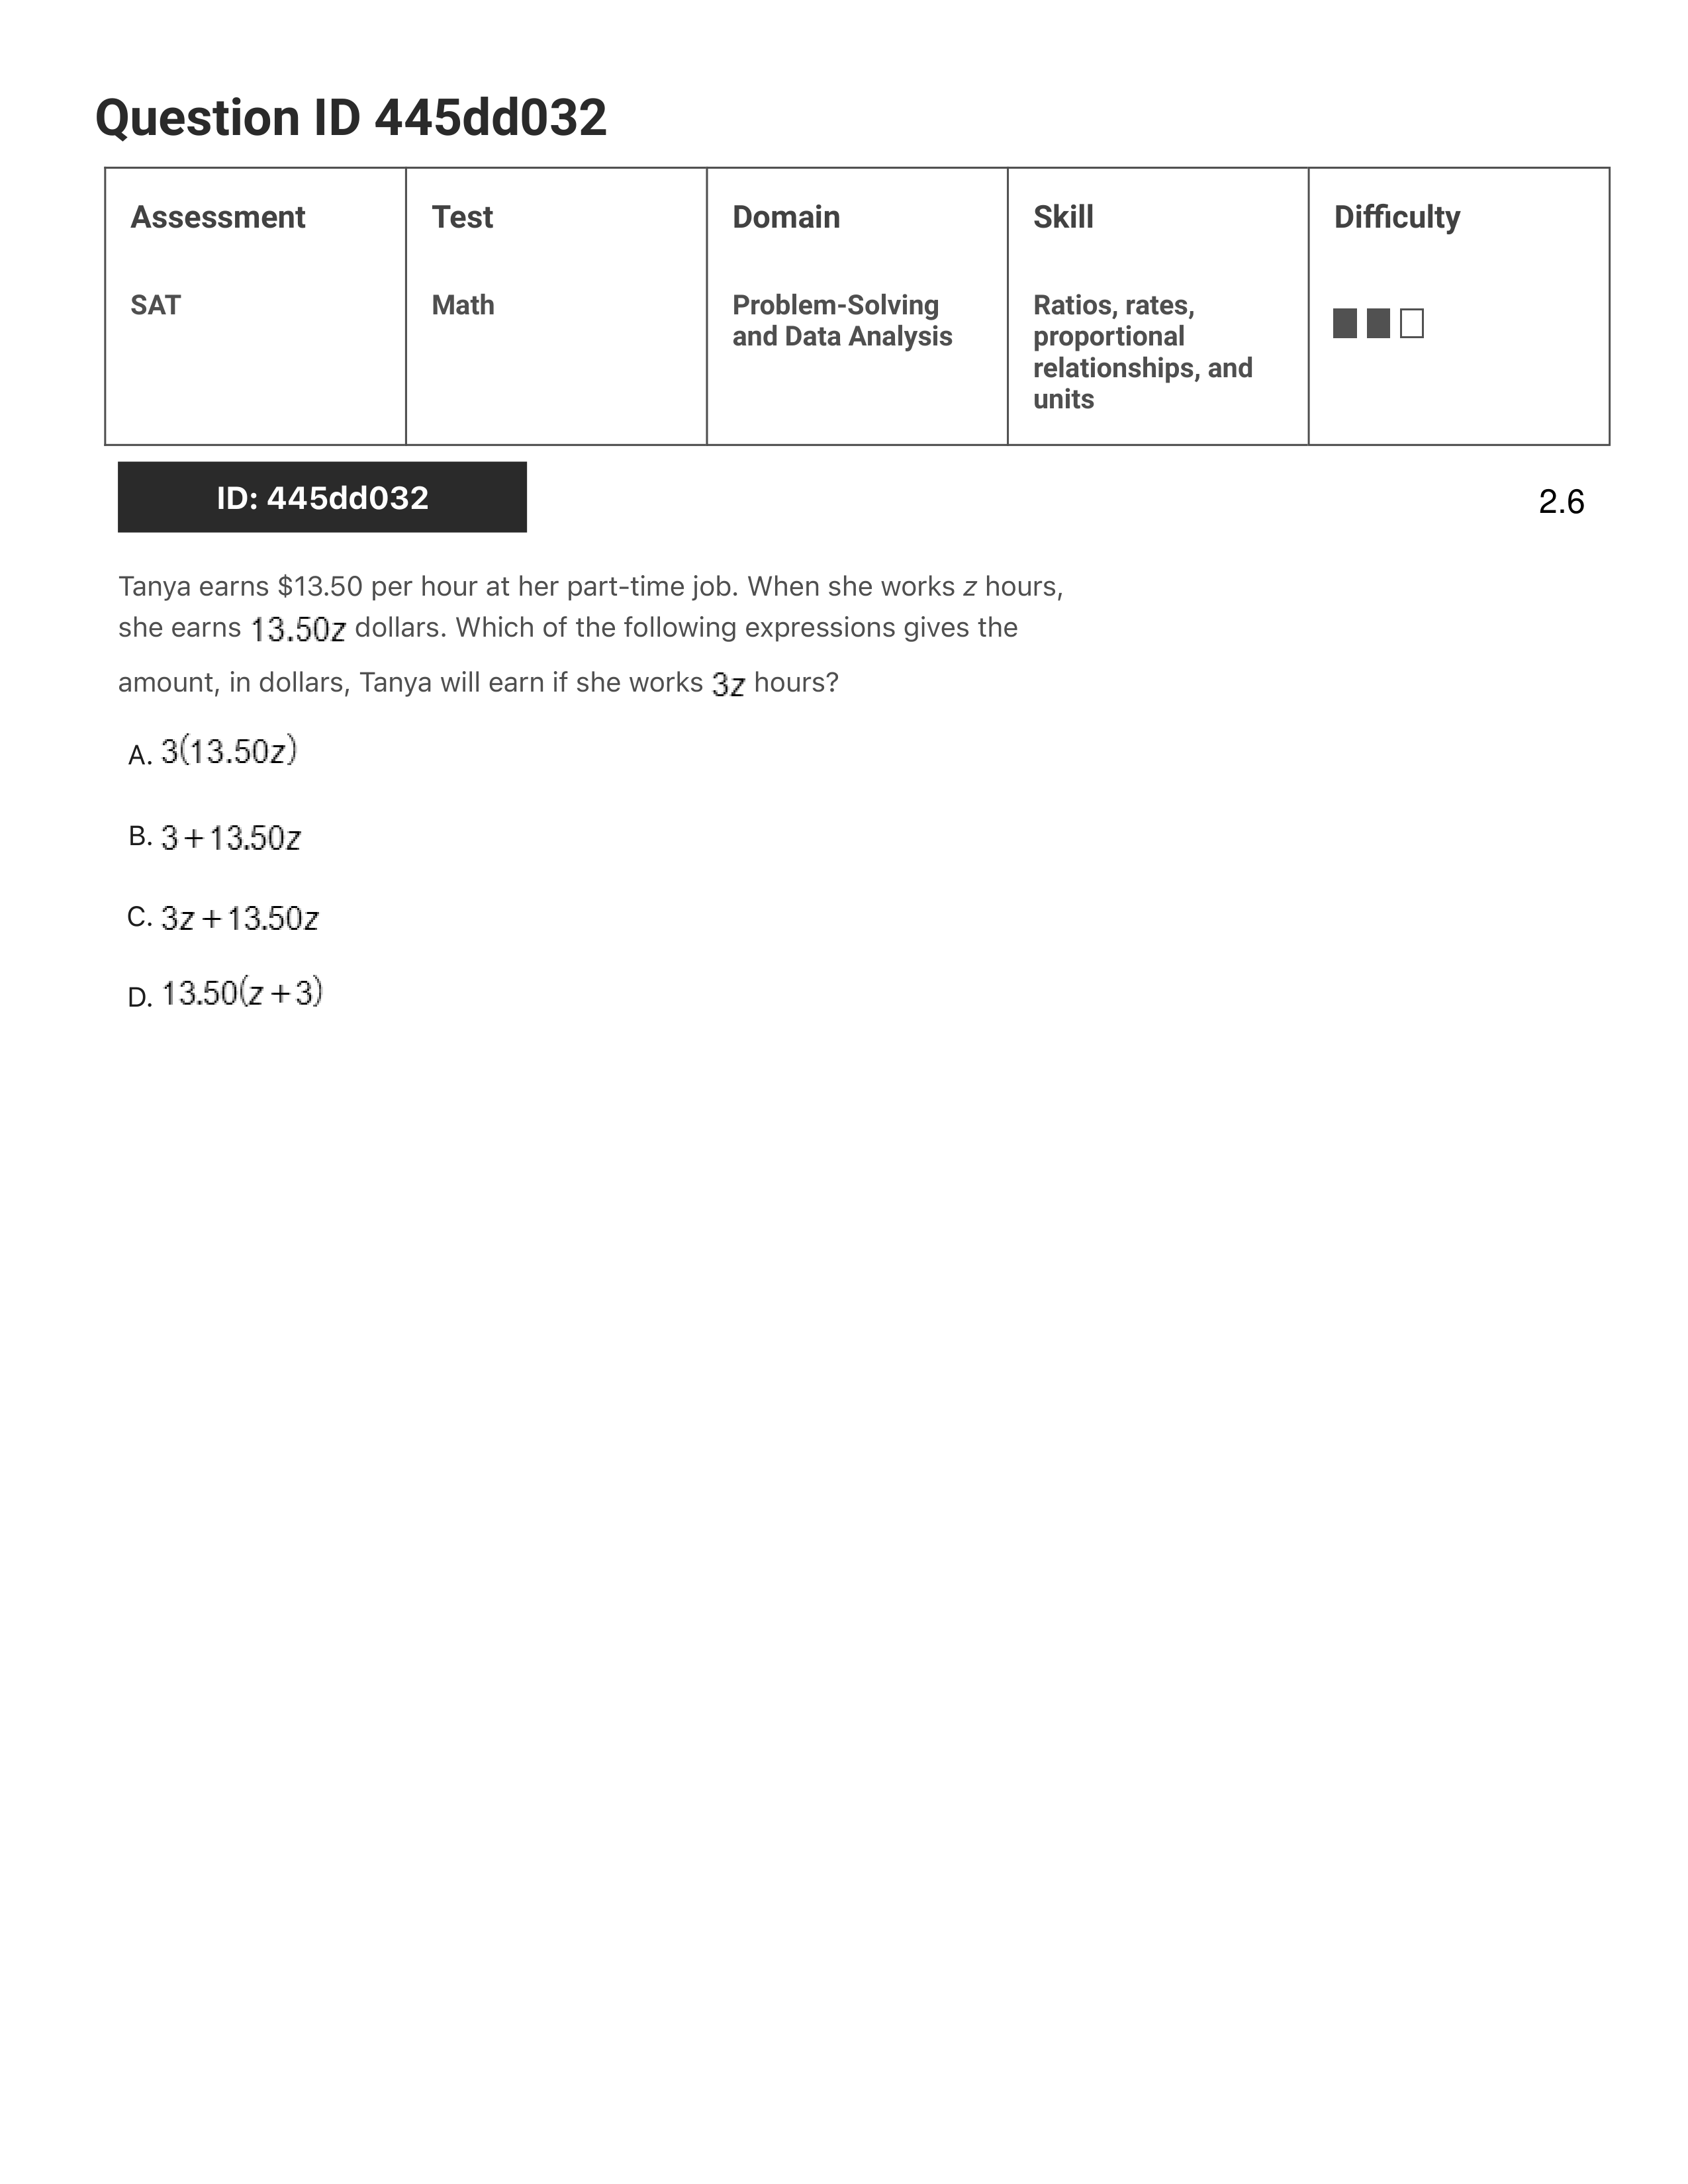 Question ID 445dd032
Assessment Test Domain Skill Difficulty
SAT Math Problem-Solving and Data Analysis Ratios, rates, proportional relationships, and units
ID: 445dd032 2.6
Tanya earns $13.50 per hour at her part-time job. When she works z hours,
she earns 13.50z dollars. Which of the following expressions gives the
amount, in dollars, Tanya will earn if she works 3z hours?
A. 3(13.50z)
B. 3+13.50z
C. 3z+13.50z
D. 13.50(z+3)